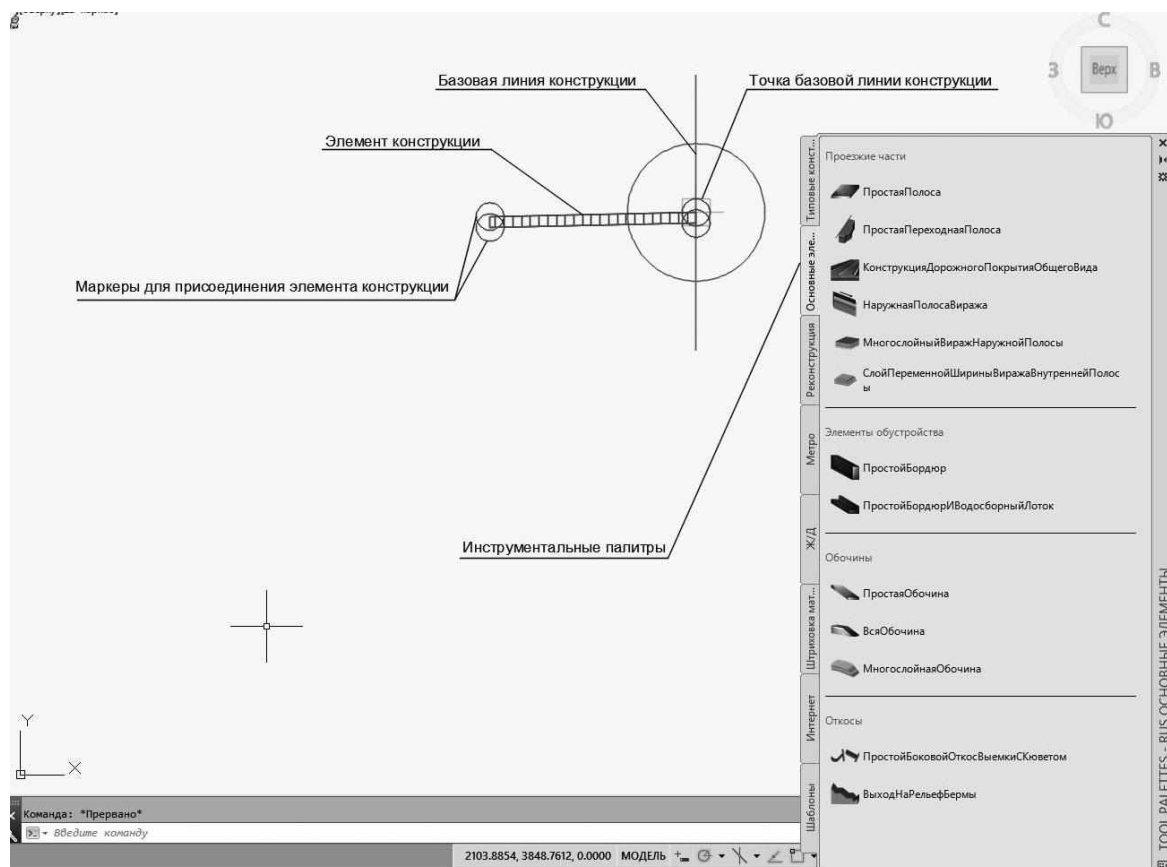 С
З
Верх
В
Ю
Базовая линия конструкции
Точка базовой линии конструкции
Элемент конструкции
Маркеры для присоединения элемента конструкции
Инструментальные палитры
Типовые конст...
Основные эле...
Реконструкция
Метро
Ж/Д
Штриховка мат...
Интернет
Шаблоны
Проезжие части
ПростаяПолоса
ПростаяПереходнаяПолоса
КонструкцияДорожногоПокрытияОбщегоВида
НаружнаяПолосаВиража
МногослойныйВиражНаружнойПолосы
СлойПеременнойШириныВиражаВнутреннейПолос
ы
Элементы обустройства
ПростойБордюр
ПростойБордюрИВодосборныйЛоток
Обочины
ПростаяОбочина
ВсяОбочина
МногослойнаяОбочина
Откосы
ПростойБоковойОткосВыемкиСКюветом
ВыходНаРельефБермы
TOOL PALETTES - RUS ОСНОВНЫЕ ЭЛЕМЕНТЫ
Y
X
Команда: *Прервано*
Введите команду
2103.8854, 3848.7612, 0.0000 МОДЕЛЬ